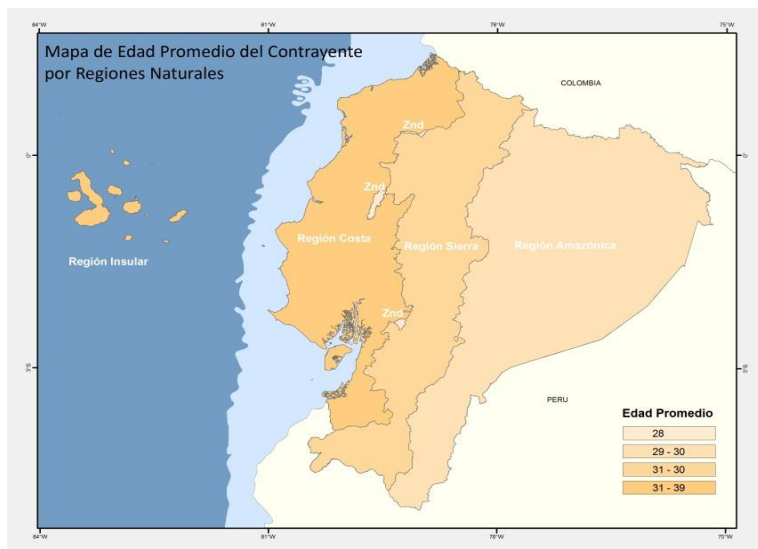 84°W
81°W
78°W
75°W
Mapa de Edad Promedio del Contrayente
por Regiones Naturales
COLOMBIA
Znd
0°
0°
Znd
Región Costa
Región Sierra
Región Amazónica
Región Insular
Znd
3°S
3°S
PERU
Edad Promedio
28
29 - 30
31 - 30
31 - 39
84°W
81°W
78°W
75°W